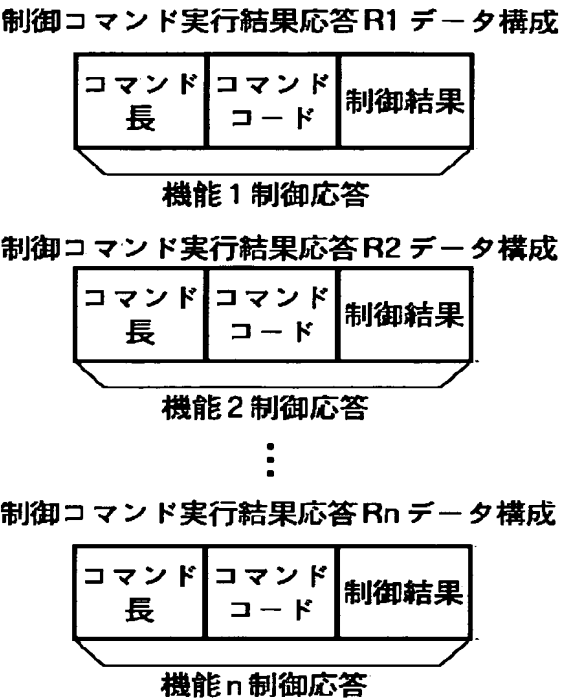 制御コマンド実行結果応答R1 データ構成
コマンド長
コマンドコード
制御結果
機能1制御応答
制御コマンド実行結果応答R2 データ構成
コマンド長
コマンドコード
制御結果
機能2制御応答
⋮
制御コマンド実行結果応答Rn データ構成
コマンド長
コマンドコード
制御結果
機能n制御応答